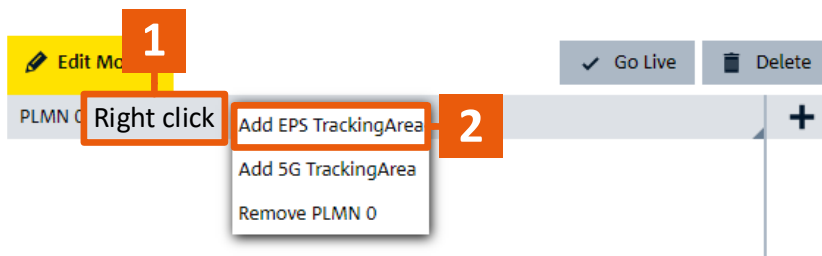 1
Edit Mo
Go Live
Delete
PLMN 0
Right click
Add EPS TrackingArea
2
Add 5G TrackingArea
Remove PLMN 0